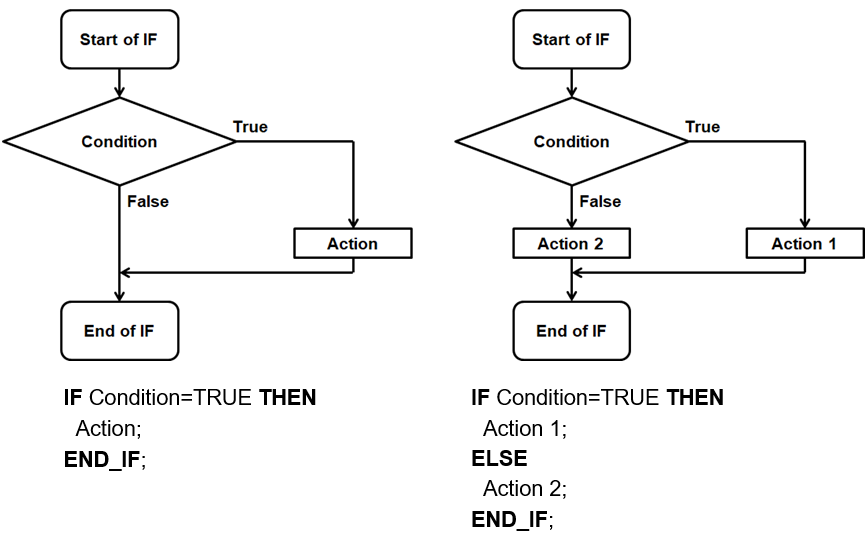 Start of IF
Condition
True
False
Action
End of IF
IF Condition=TRUE THEN
Action;
END_IF;
Start of IF
Condition
True
False
Action 2
Action 1
End of IF
IF Condition=TRUE THEN
Action 1;
ELSE
Action 2;
END_IF;